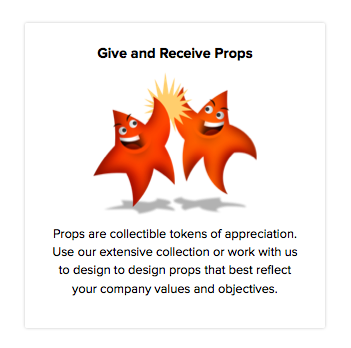 Give and Receive Props
Props are collectible tokens of appreciation.
Use our extensive collection or work with us
to design to design props that best reflect
your company values and objectives.